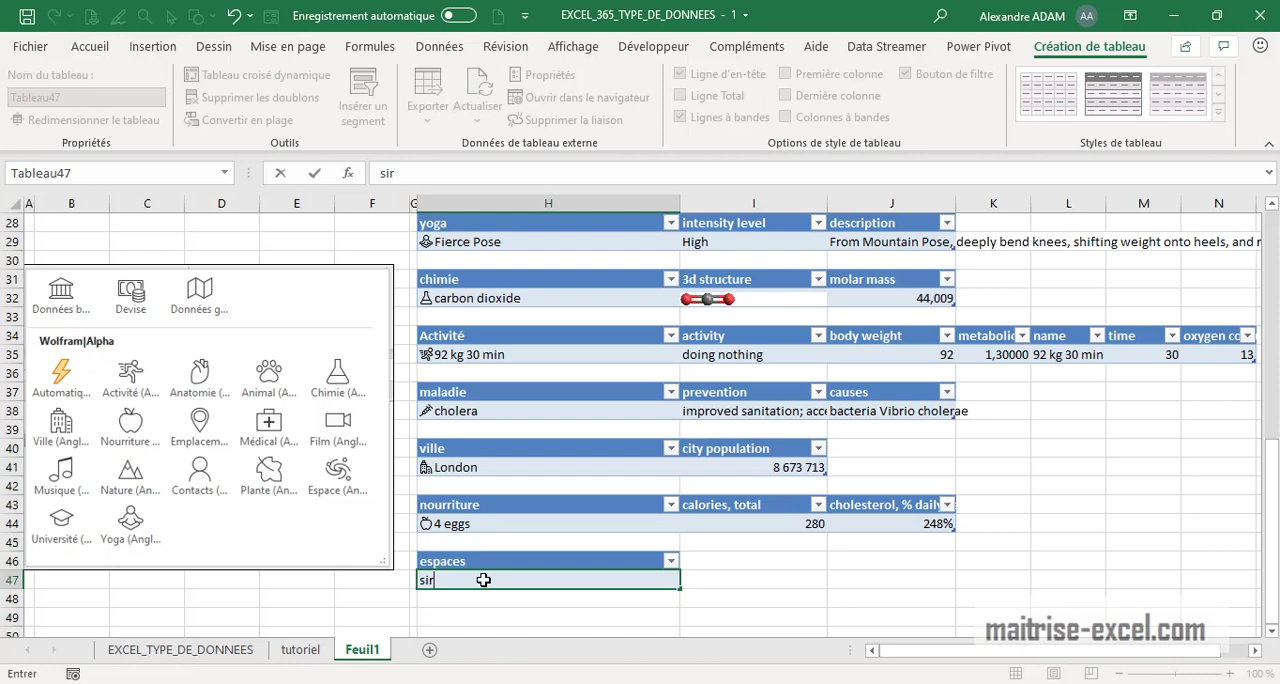 Enregistrement automatique
EXCEL_365_TYPE_DE_DONNEES - 1
Alexandre ADAM
AA
Fichier Accueil Insertion Dessin Mise en page Formules Données Révision Affichage Développeur Compléments Aide Data Streamer Power Pivot Création de tableau
Nom du tableau :
Tableau47
Redimensionner le tableau
Propriétés
Tableau croisé dynamique
Supprimer les doublons
Convertir en plage
Insérer un
segment
Outils
Exporter
Actualiser
Propriétés
Ouvrir dans le navigateur
Supprimer la liaison
Données de tableau externe
Ligne d'en-tête
Ligne Total
Lignes à bandes
Première colonne
Dernière colonne
Colonnes à bandes
Bouton de filtre
Options de style de tableau
Styles de tableau
Tableau47
fx
sir
A B C D E F G H I J K L M N
28 yoga intensity level description
29 Fierce Pose High From Mountain Pose, deeply bend knees, shifting weight onto heels, and r
30
31 chimie 3d structure molar mass
32 carbon dioxide 44,009
33
34 Activité activity body weight metabolic name time oxygen co
35 92 kg 30 min doing nothing 92 1,30000 92 kg 30 min 30 13
36
37 maladie prevention causes
38 cholera improved sanitation; acce bacteria Vibrio cholerae
39
40 ville city population
41 London 8 673 713
42
43 nourriture calories, total cholesterol, % daily
44 4 eggs 280 248%
45
46 espaces
47 sir
48
49
50
Données b... Devise Données g...
Wolfram|Alpha
Automatiq... Activité (A... Anatomie (... Animal (A... Chimie (A...
Ville (Angl... Nourriture ... Emplacem... Médical (A... Film (Angl...
Musique (... Nature (An... Contacts (... Plante (An... Espace (An...
Université (... Yoga (Angl...
maitrise-excel.com
EXCEL_TYPE_DE_DONNEES tutoriel Feuil1
Entrer
100 %